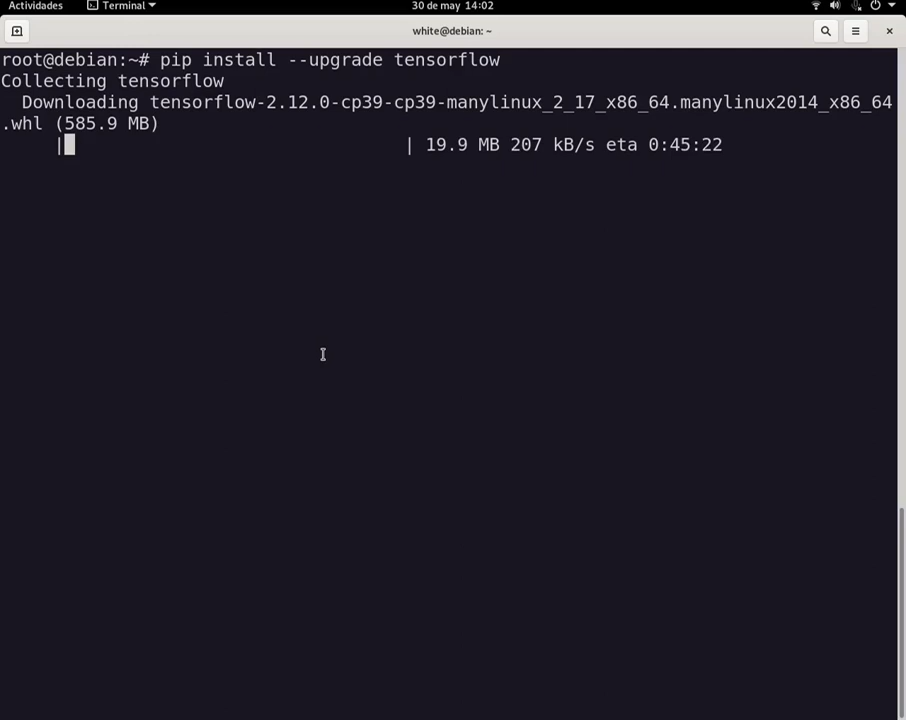 Actividades Terminal 30 de may 14:02
white@debian: ~
root@debian:~# pip install --upgrade tensorflow
Collecting tensorflow
  Downloading tensorflow-2.12.0-cp39-cp39-manylinux_2_17_x86_64.manylinux2014_x86_64
.whl (585.9 MB)
| | 19.9 MB 207 kB/s eta 0:45:22